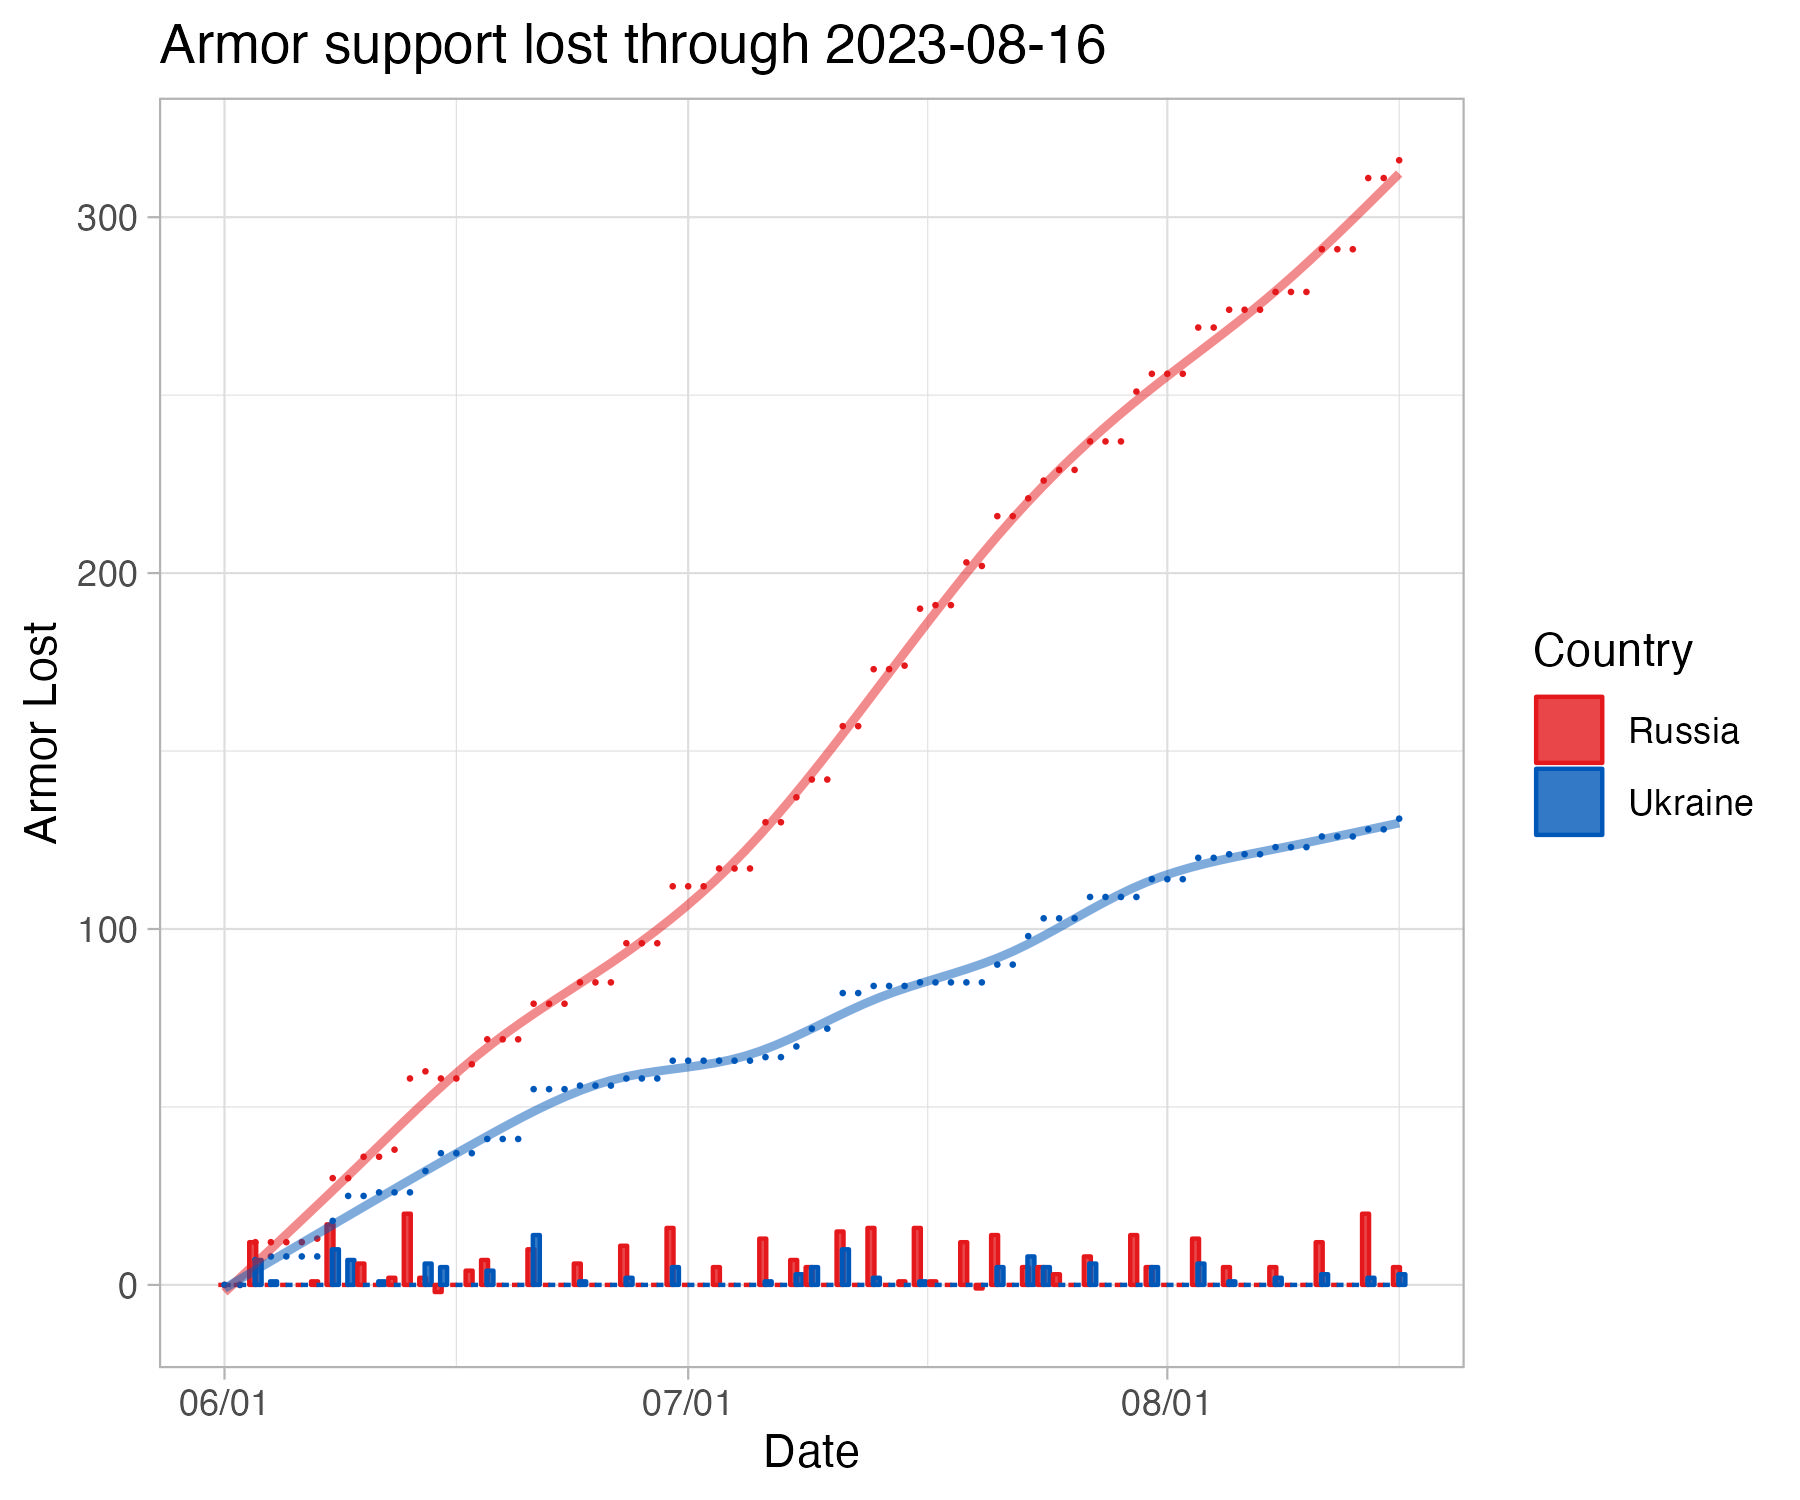 Armor support lost through 2023-08-16
Armor Lost
300
200
100
0
06/01
07/01
08/01
Date
Country
Russia
Ukraine